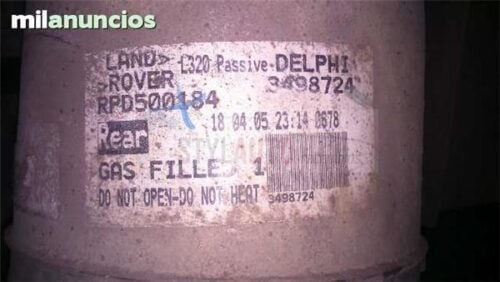 milanuncios
LAND> L320 Passive-DELPHI
>ROVER 3498724
RPD500184
Rear 18 04.05 23:14 0678
GAS FILLED 1
DO NOT OPEN-DO NOT HEAT 3498724